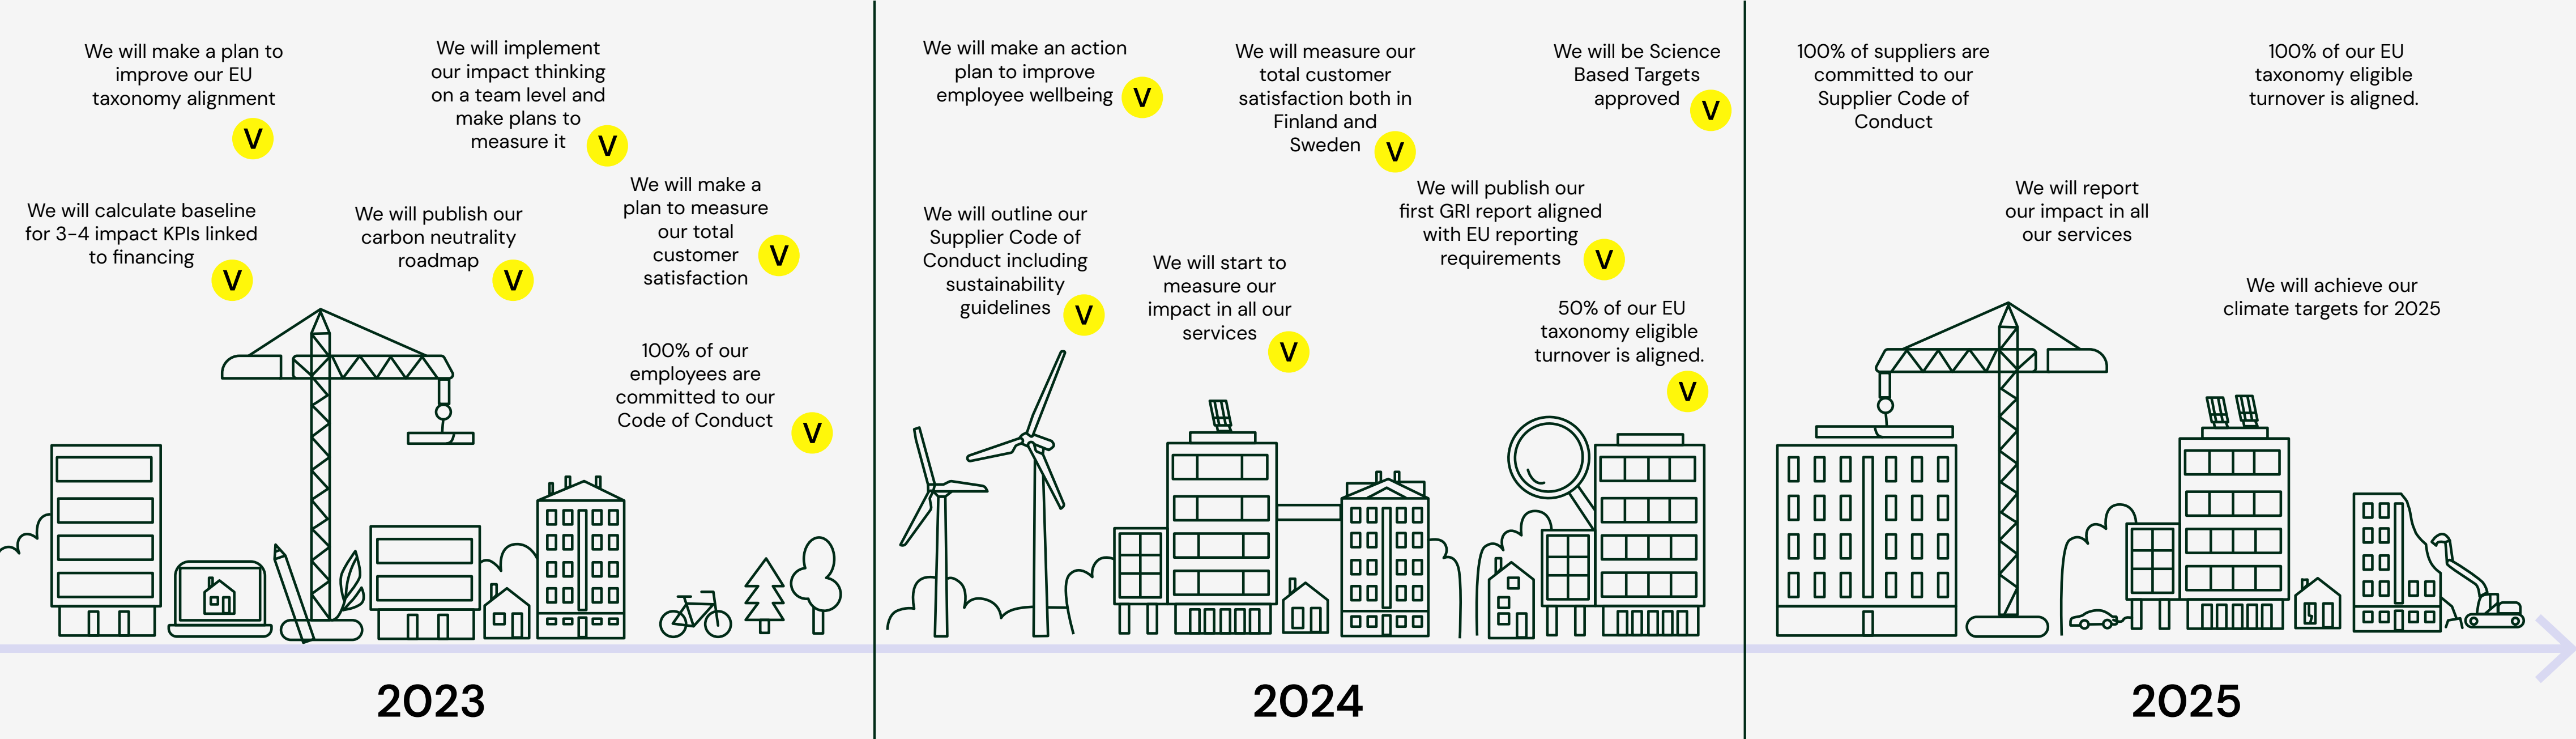 We will make a plan to
improve our EU
taxonomy alignment
V
We will implement
our impact thinking
on a team level and
make plans to
measure it
V
We will calculate baseline
for 3-4 impact KPIs linked
to financing
V
We will publish our
carbon neutrality
roadmap
V
We will make a
plan to measure
our total
customer
satisfaction
V
100% of our
employees are
committed to our
Code of Conduct
V
2023
We will make an action
plan to improve
employee wellbeing
V
We will measure our
total customer
satisfaction both in
Finland and
Sweden
V
We will be Science
Based Targets
approved
V
We will outline our
Supplier Code of
Conduct including
sustainability
guidelines
V
We will start to
measure our
impact in all our
services
V
We will publish our
first GRI report aligned
with EU reporting
requirements
V
50% of our EU
taxonomy eligible
turnover is aligned.
V
2024
100% of suppliers are
committed to our
Supplier Code of
Conduct
100% of our EU
taxonomy eligible
turnover is aligned.
We will report
our impact in all
our services
We will achieve our
climate targets for 2025
2025